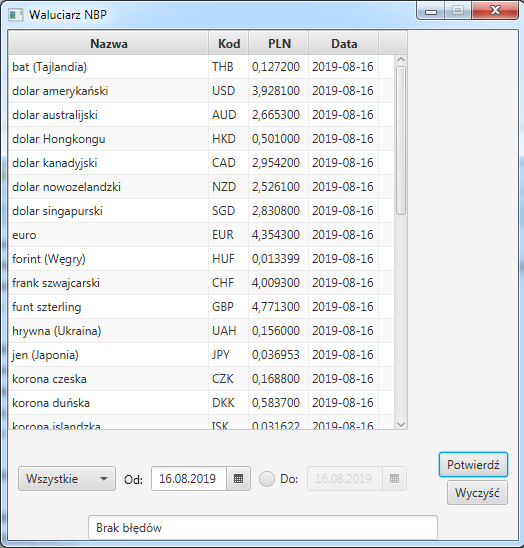 Waluciarz NBP
Nazwa Kod PLN Data
bat (Tajlandia) THB 0,127200 2019-08-16
dolar amerykański USD 3,928100 2019-08-16
dolar australijski AUD 2,665300 2019-08-16
dolar Hongkongu HKD 0,501000 2019-08-16
dolar kanadyjski CAD 2,954200 2019-08-16
dolar nowozelandzki NZD 2,526100 2019-08-16
dolar singapurski SGD 2,830800 2019-08-16
euro EUR 4,354300 2019-08-16
forint (Węgry) HUF 0,013399 2019-08-16
frank szwajcarski CHF 4,009300 2019-08-16
funt szterling GBP 4,771300 2019-08-16
hrywna (Ukraina) UAH 0,156000 2019-08-16
jen (Japonia) JPY 0,036953 2019-08-16
korona czeska CZK 0,168800 2019-08-16
korona duńska DKK 0,583700 2019-08-16
korona islandzka ISK 0,031622 2019-08-16
Potwierdź
Wszystkie Od: 16.08.2019 Do: 16.08.2019
Wyczyść
Brak błędów